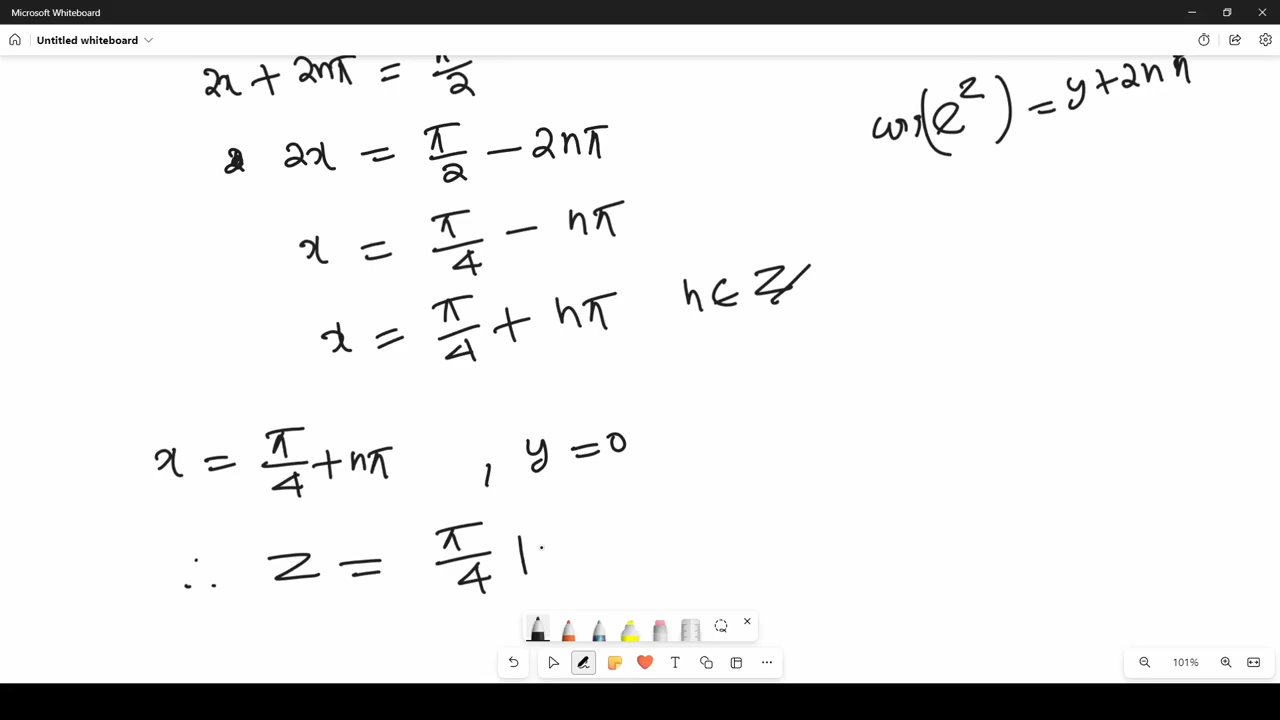 Microsoft Whiteboard
Untitled whiteboard
2x + 2nπ = π/2
2x = π/2 - 2nπ
x = π/4 - nπ
x = π/4 + nπ n ∈ Z
x = π/4 + nπ , y = 0
∴ z = π/4 |
(e^z) = y + 2nπ
101%